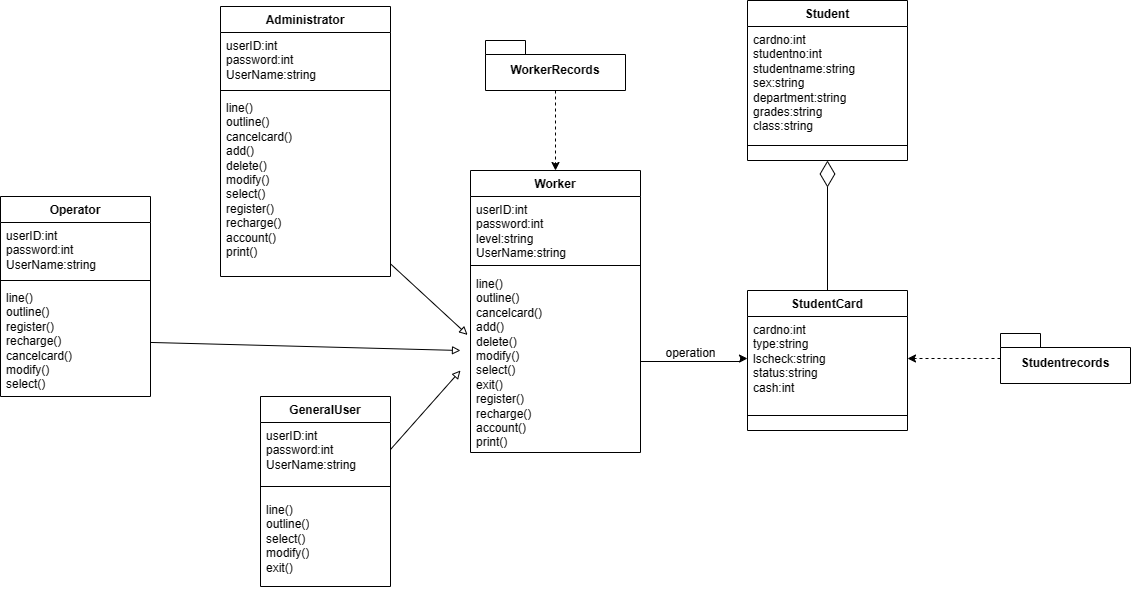 Administrator
userID:int
password:int
UserName:string
line()
outline()
cancelcard()
add()
delete()
modify()
select()
register()
recharge()
account()
print()
WorkerRecords
Student
cardno:int
studentno:int
studentname:string
sex:string
department:string
grades:string
class:string
Operator
userID:int
password:int
UserName:string
line()
outline()
register()
recharge()
cancelcard()
modify()
select()
Worker
userID:int
password:int
level:string
UserName:string
line()
outline()
cancelcard()
add()
delete()
modify()
select()
exit()
register()
recharge()
account()
print()
operation
StudentCard
cardno:int
type:string
lscheck:string
status:string
cash:int
Studentrecords
GeneralUser
userID:int
password:int
UserName:string
line()
outline()
select()
modify()
exit()